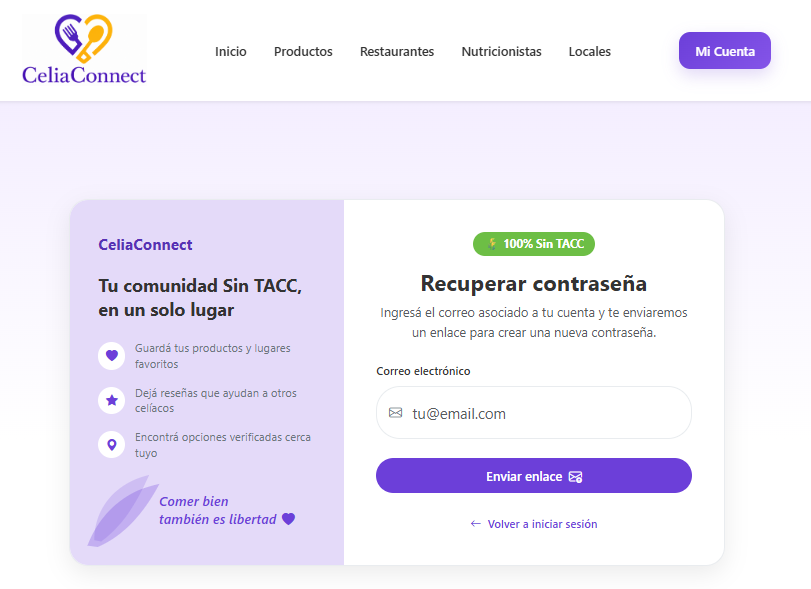 CeliaConnect
Inicio
Productos
Restaurantes
Nutricionistas
Locales
Mi Cuenta
CeliaConnect
Tu comunidad Sin TACC,
en un solo lugar
Guardá tus productos y lugares
favoritos
Dejá reseñas que ayudan a otros
celíacos
Encontrá opciones verificadas cerca
tuyo
Comer bien
también es libertad
100% Sin TACC
Recuperar contraseña
Ingresá el correo asociado a tu cuenta y te enviaremos
un enlace para crear una nueva contraseña.
Correo electrónico
tu@email.com
Enviar enlace
← Volver a iniciar sesión